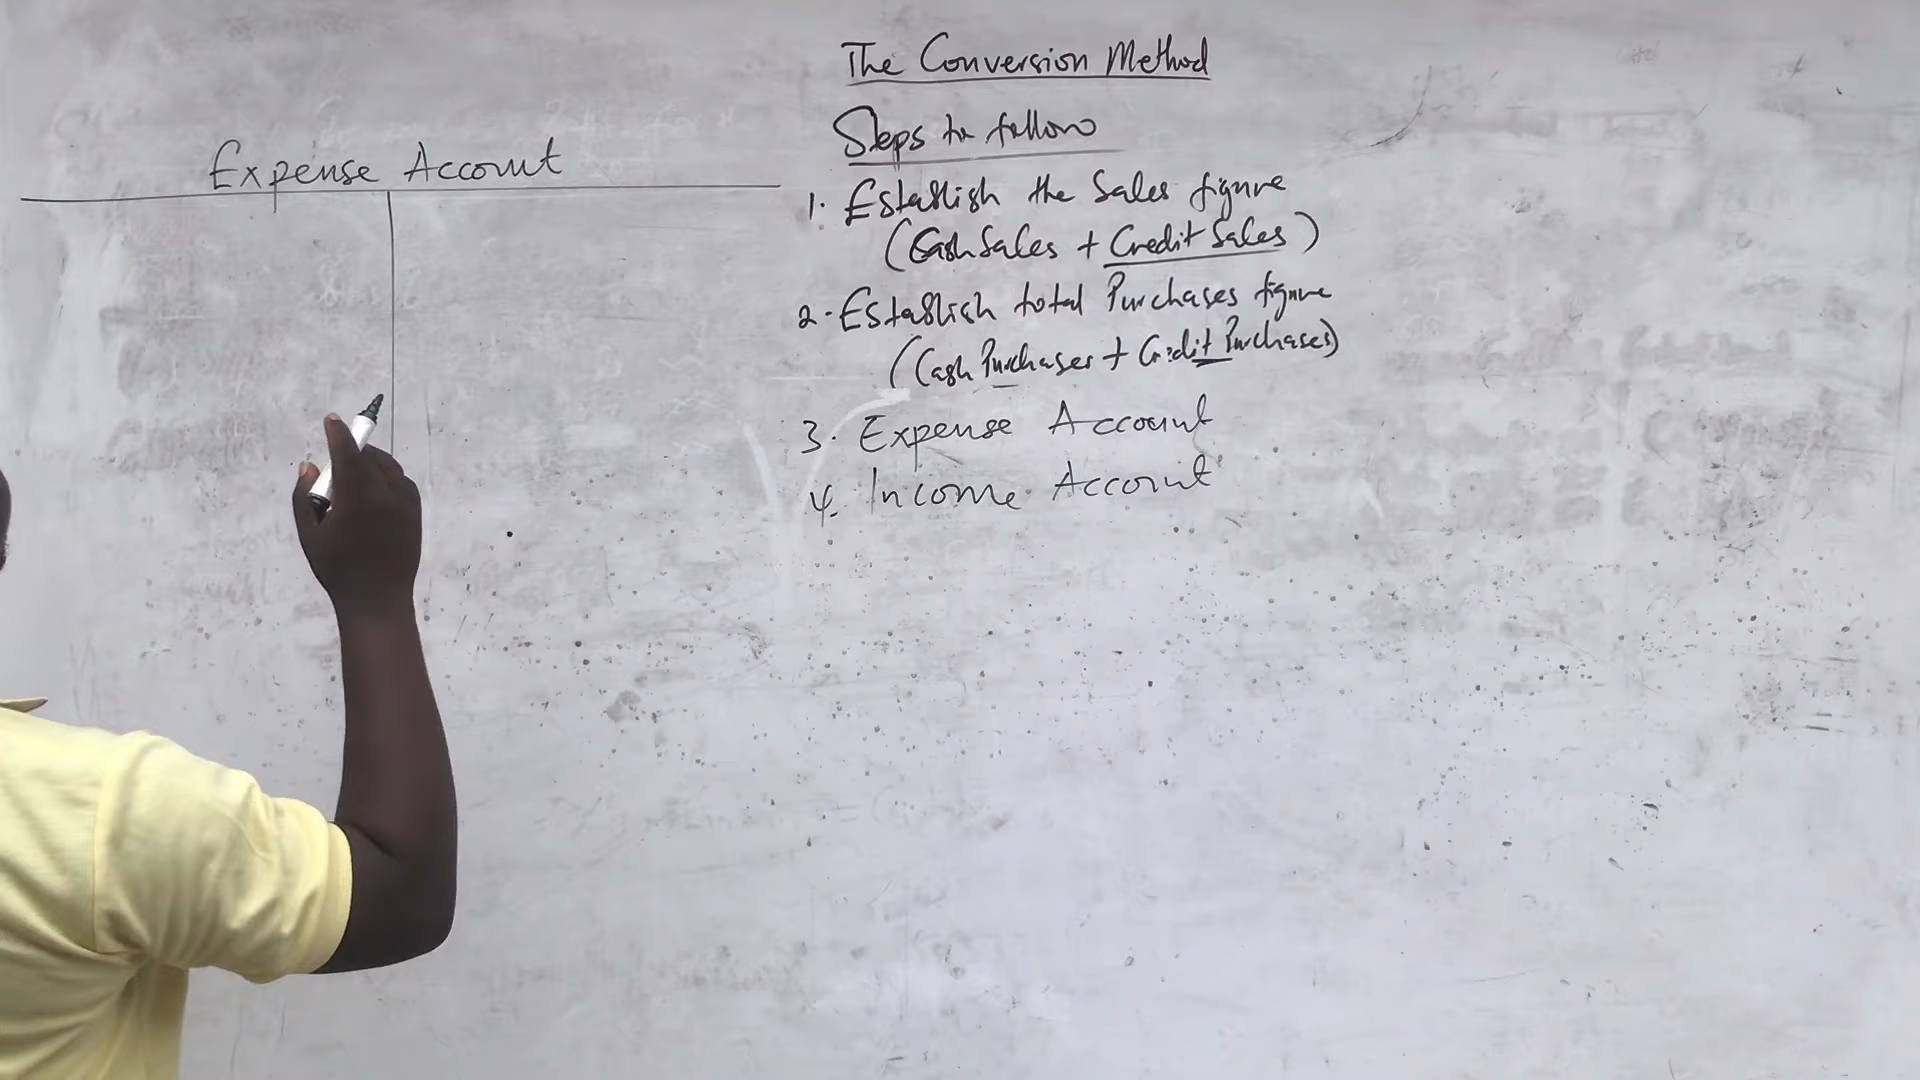 Expense Account
The Conversion Method
Steps to follow
1. Establish the Sales figure
(Cash Sales + Credit Sales)
2. Establish total Purchases figure
(Cash Purchases + Credit Purchases)
3. Expense Account
4. Income Account